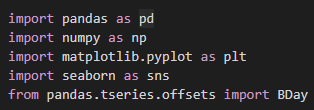 import pandas as pd
import numpy as np
import matplotlib.pyplot as plt
import seaborn as sns
from pandas.tseries.offsets import BDay